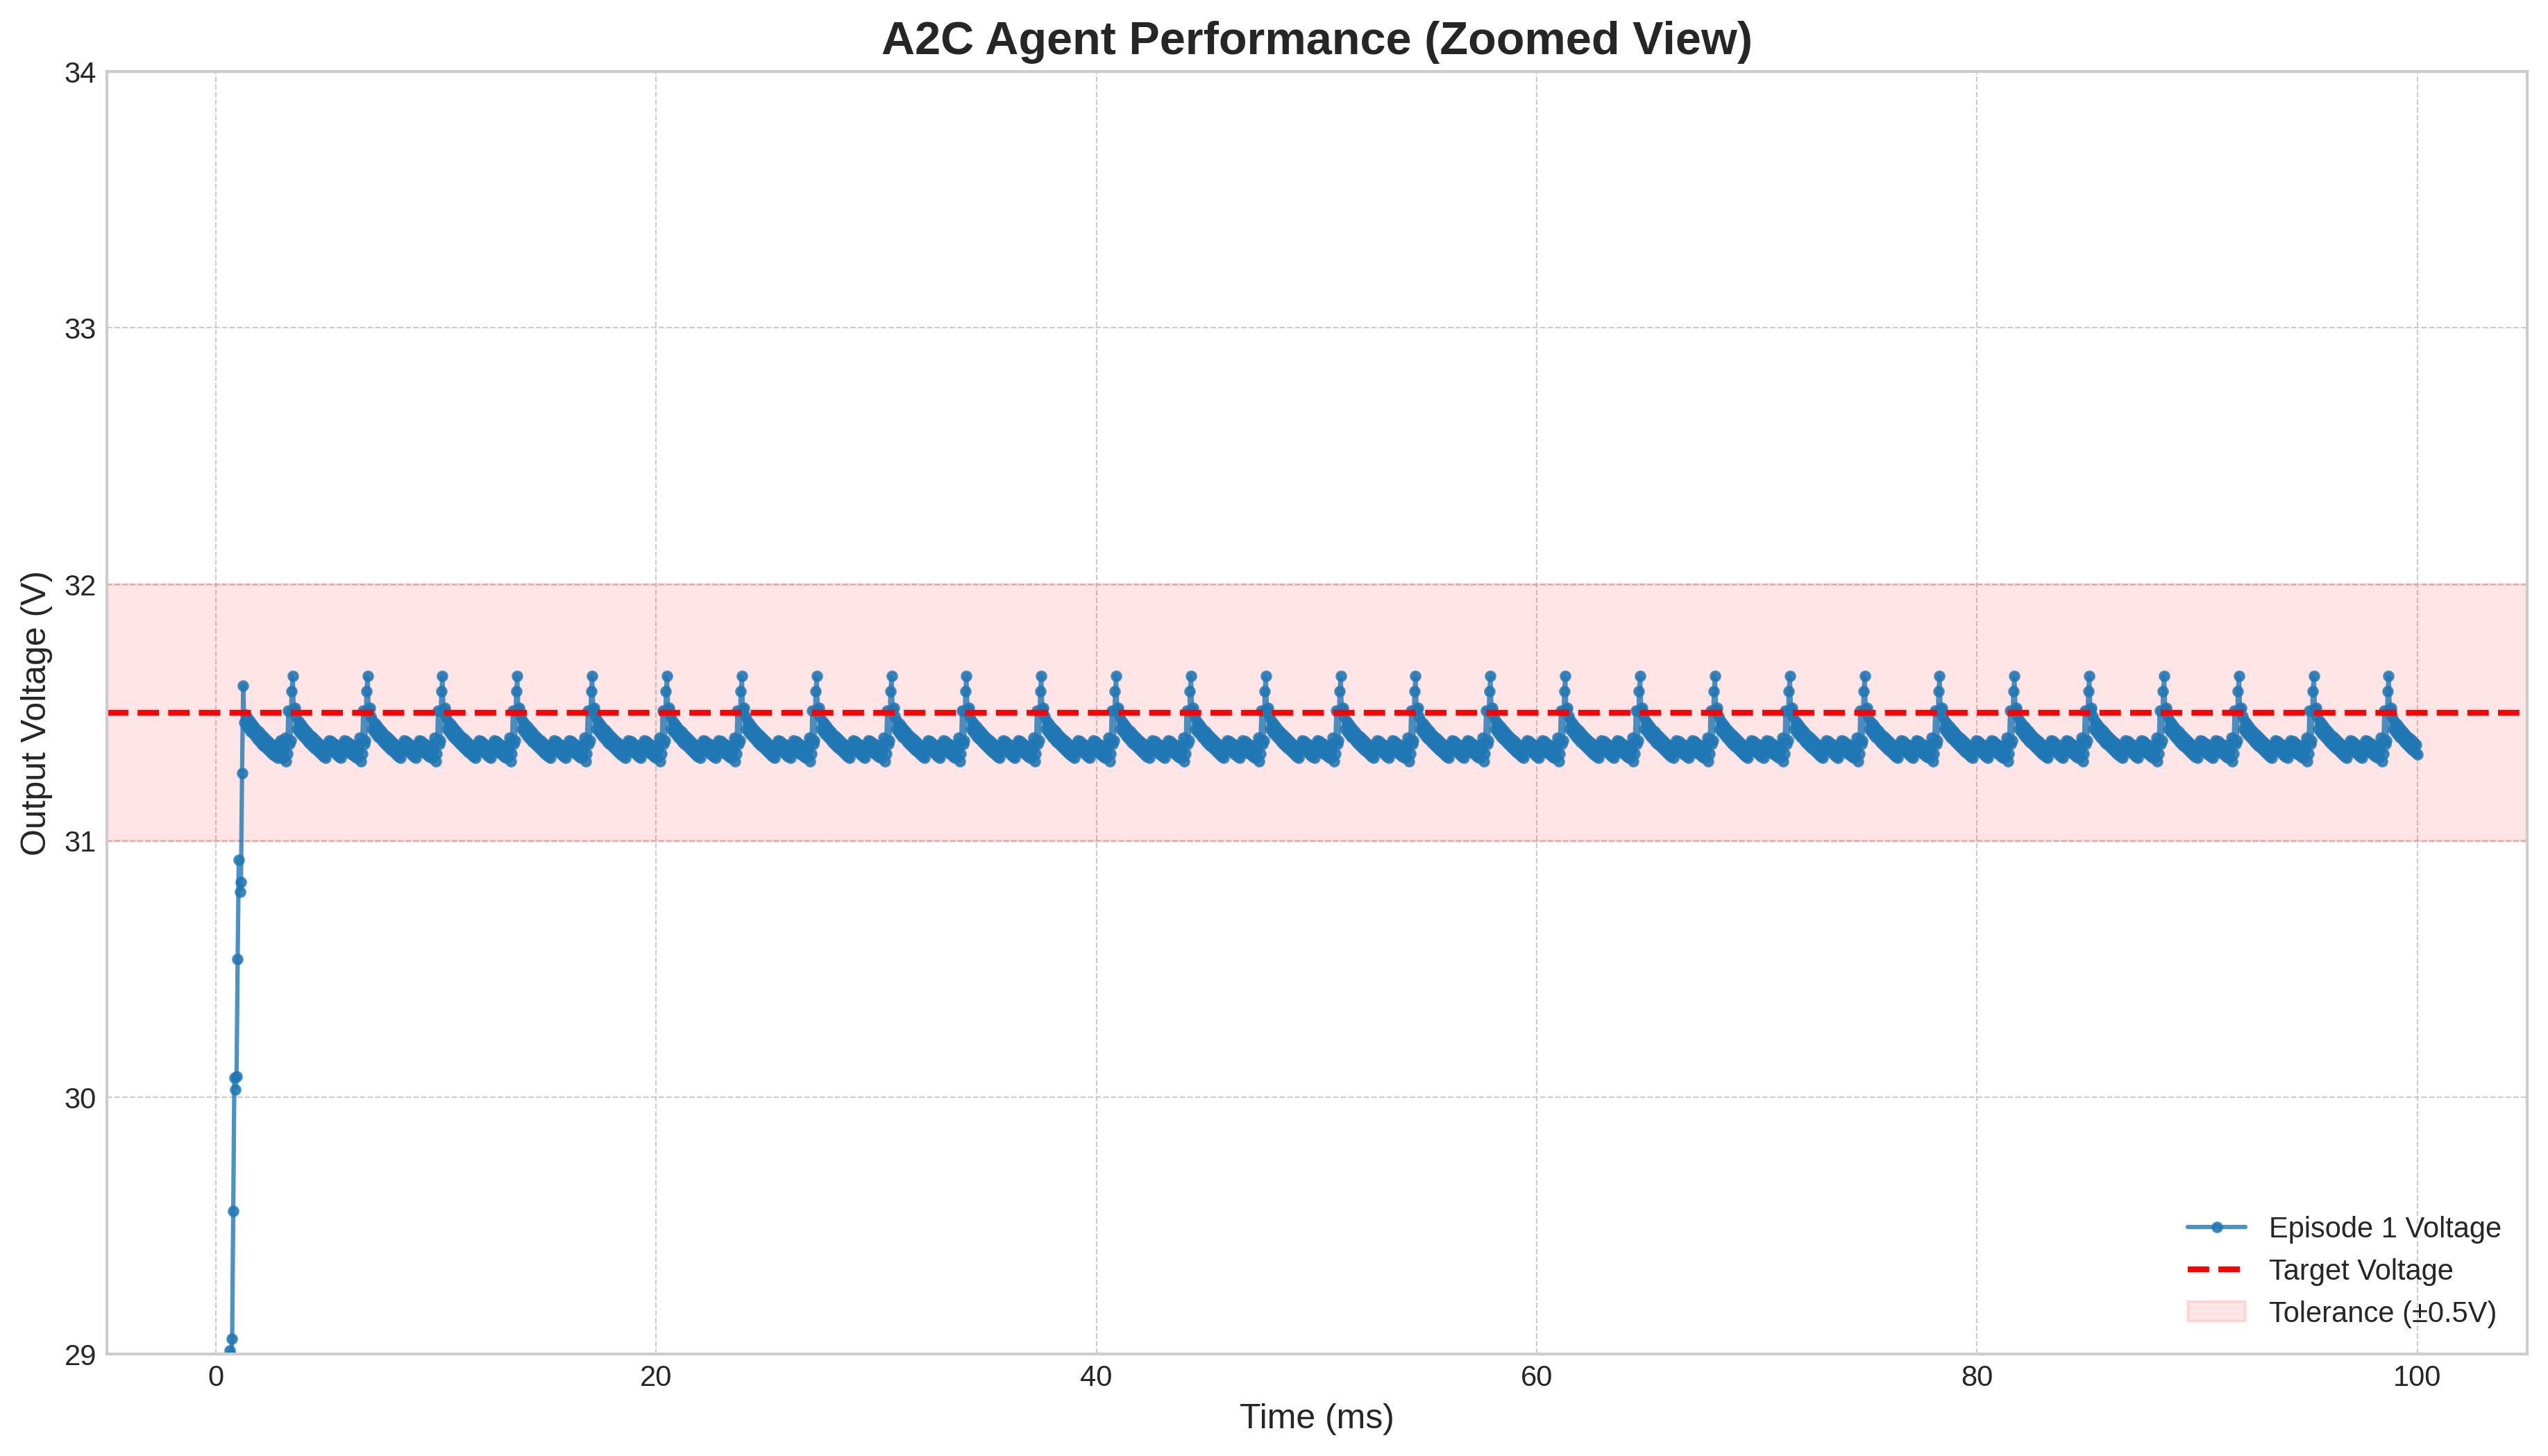 A2C Agent Performance (Zoomed View)
Output Voltage (V)
34
33
32
31
30
29
0
20
40
60
80
100
Time (ms)
Episode 1 Voltage
Target Voltage
Tolerance (±0.5V)